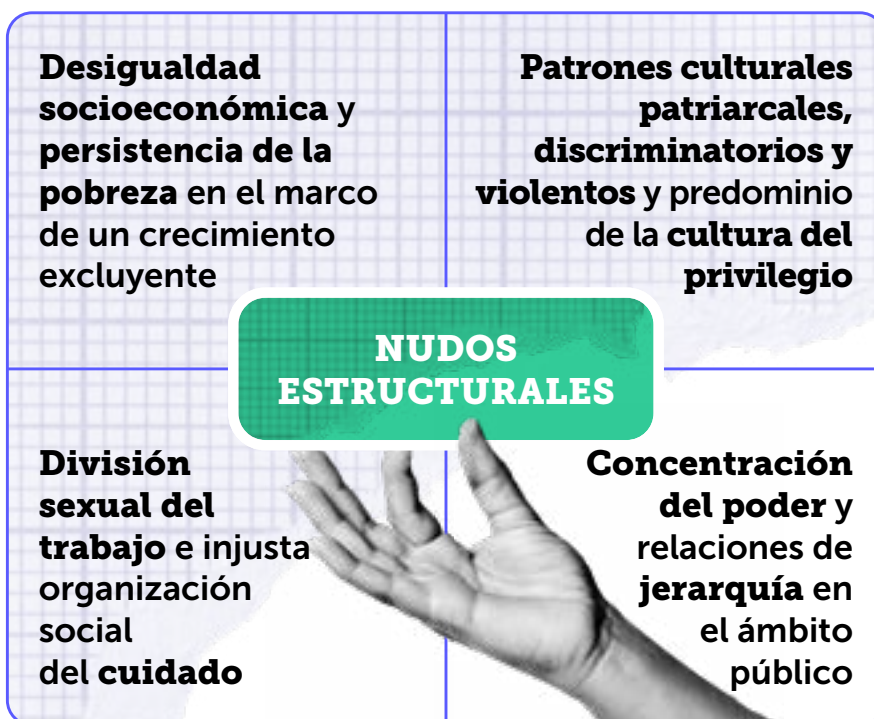 Desigualdad
socioeconómica y
persistencia de la
pobreza en el marco
de un crecimiento
excluyente
Patrones culturales
patriarcales,
discriminatorios y
violentos y predominio
de la cultura del
privilegio
NUDOS
ESTRUCTURALES
División
sexual del
trabajo e injusta
organización
social
del cuidado
Concentración
del poder y
relaciones de
jerarquía en
el ámbito
público